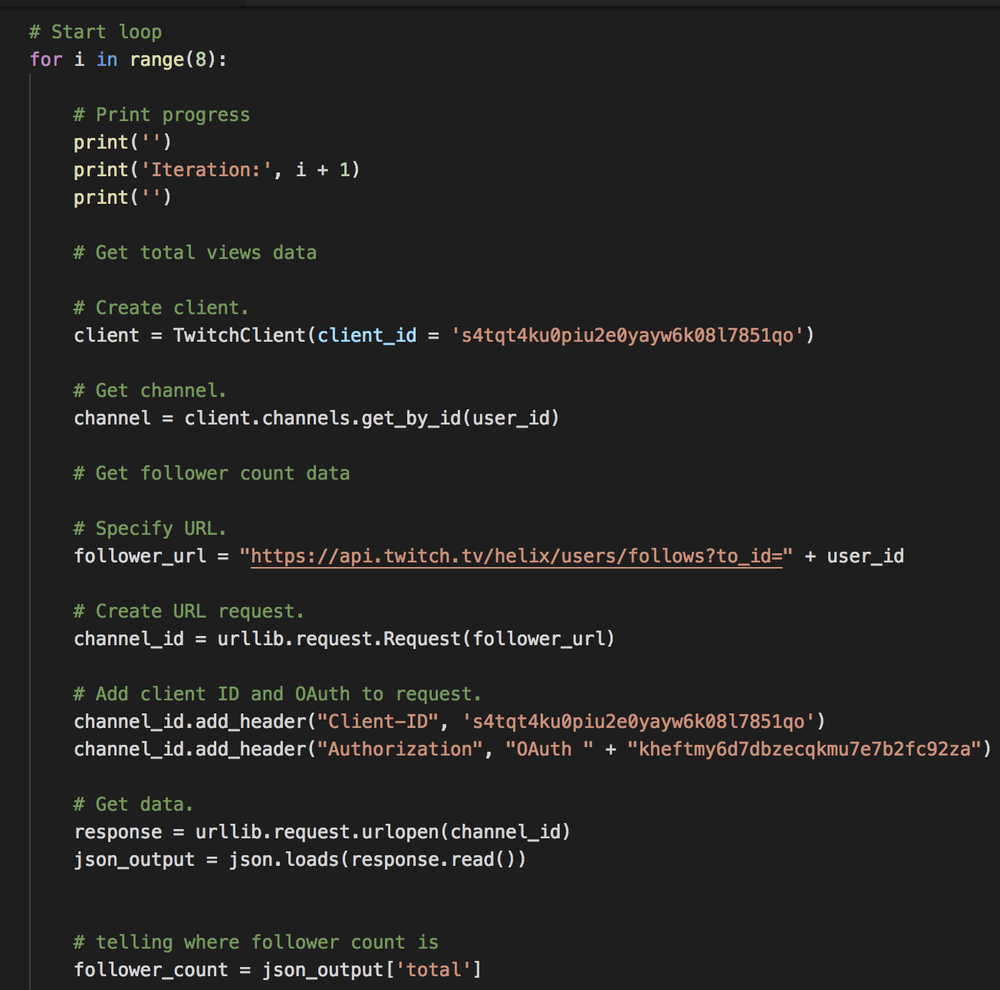 # Start loop
for i in range(8):
# Print progress
print('')
print('Iteration:', i + 1)
print('')
# Get total views data
# Create client.
client = TwitchClient(client_id = 's4tqt4ku0piu2e0yayw6k08l7851qo')
# Get channel.
channel = client.channels.get_by_id(user_id)
# Get follower count data
# Specify URL.
follower_url = "https://api.twitch.tv/helix/users/follows?to_id=" + user_id
# Create URL request.
channel_id = urllib.request.Request(follower_url)
# Add client ID and OAuth to request.
channel_id.add_header("Client-ID", 's4tqt4ku0piu2e0yayw6k08l7851qo')
channel_id.add_header("Authorization", "OAuth " + "kheftmy6d7dbzecqkmu7e7b2fc92za")
# Get data.
response = urllib.request.urlopen(channel_id)
json_output = json.loads(response.read())
# telling where follower count is
follower_count = json_output['total']